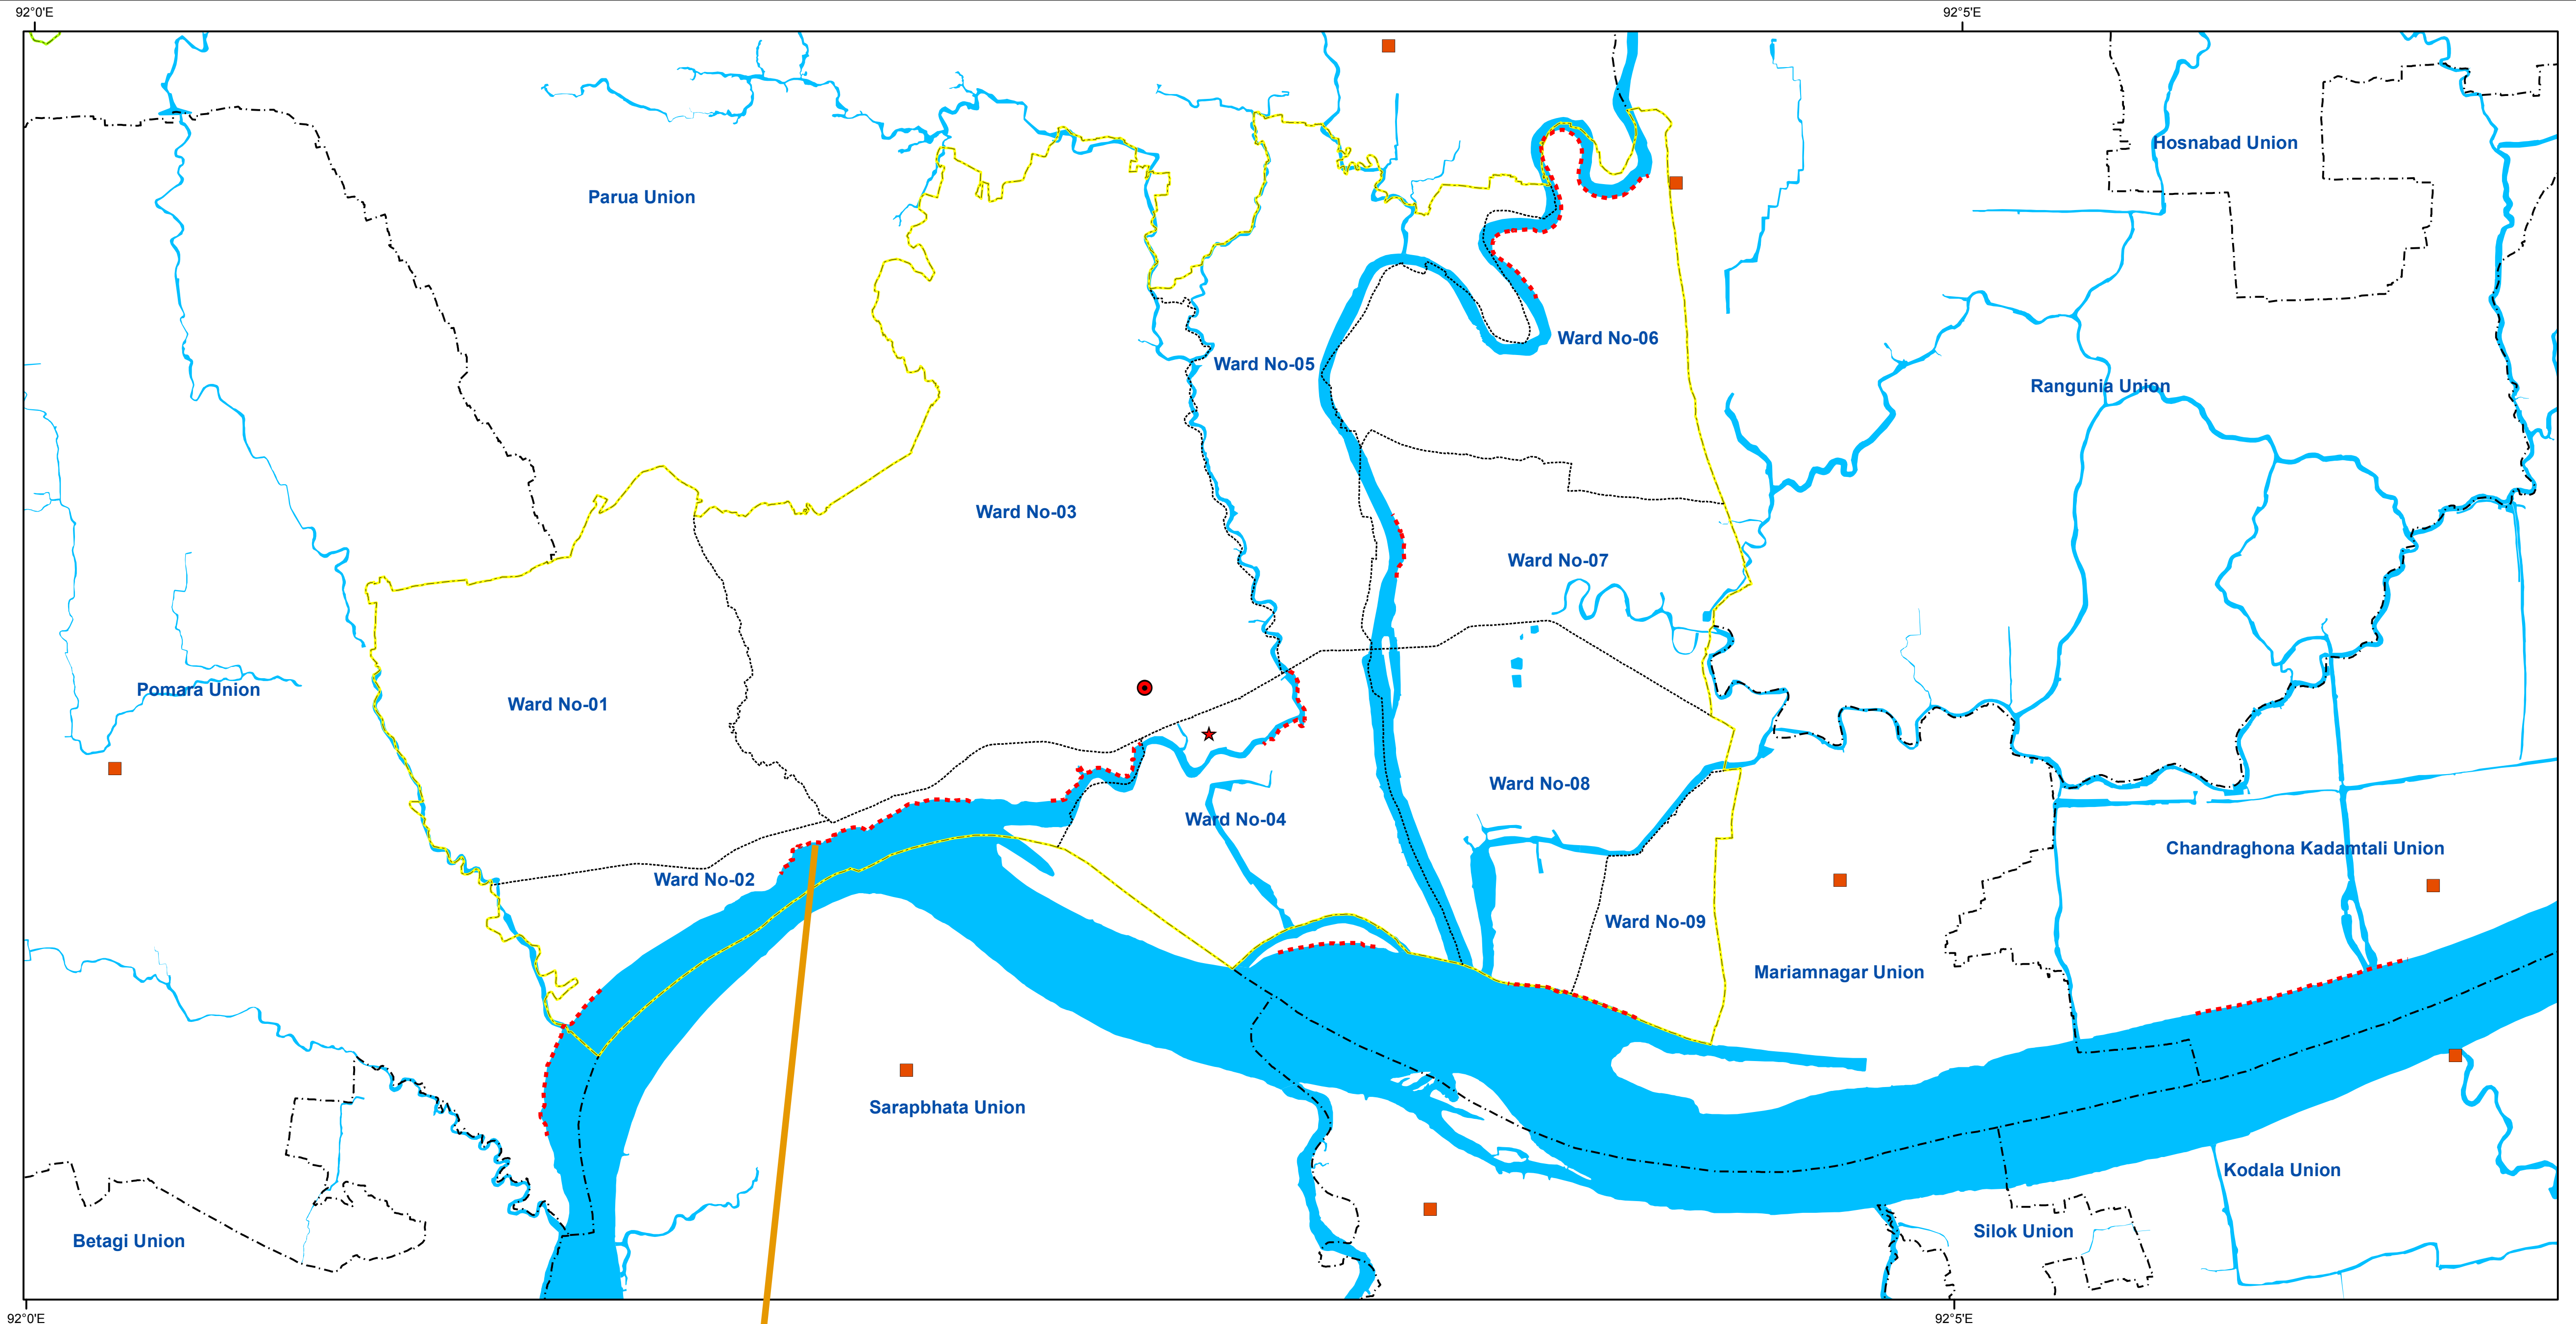 92°0'E
92°5'E
Hosnabad Union
Parua Union
Ward No-06
Ward No-05
Rangunia Union
Ward No-03
Ward No-07
Pomara Union
Ward No-01
Ward No-08
Ward No-04
Chandraghona Kadamtali Union
Ward No-02
Ward No-09
Mariamnagar Union
Sarapbhata Union
Kodala Union
Silok Union
Betagi Union
92°0'E
92°5'E